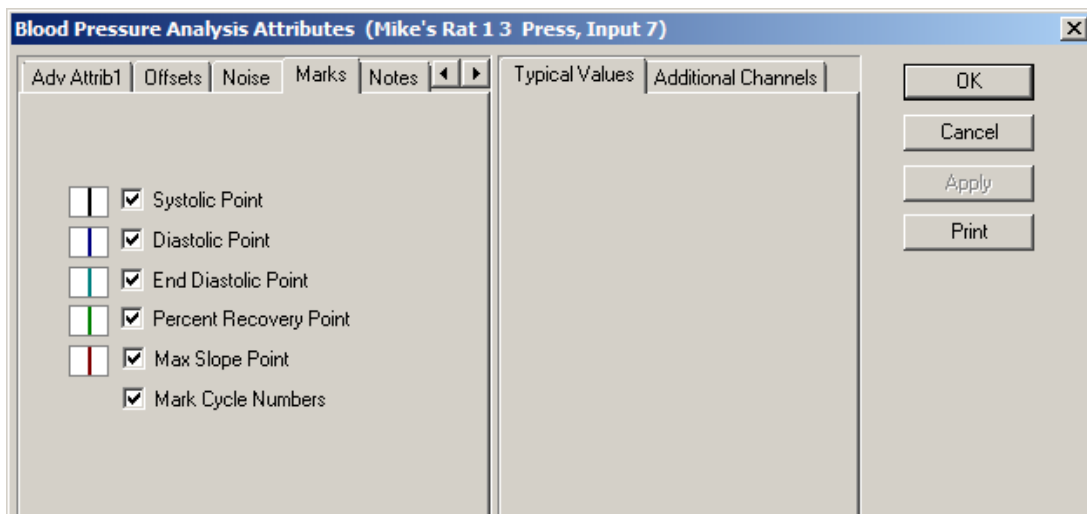 Blood Pressure Analysis Attributes (Mike's Rat 1 3 Press, Input 7)
Adv Attrib1 Offsets Noise Marks Notes
Typical Values Additional Channels
OK
Cancel
Apply
Print
Systolic Point
Diastolic Point
End Diastolic Point
Percent Recovery Point
Max Slope Point
Mark Cycle Numbers